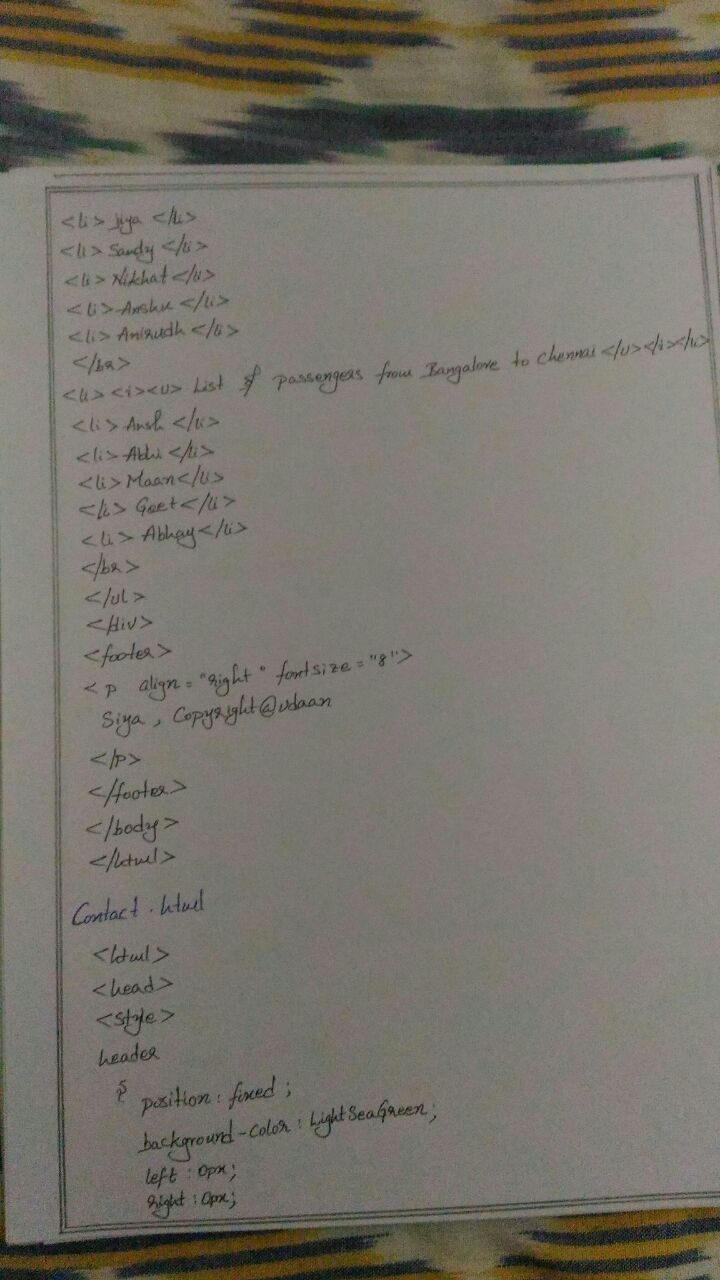 <li> Jiya </li>
<li> Sandy </li>
<li> Nikhat </li>
<li> Anshu </li>
<li> Anirudh </li>
</br>
<li> <i> <u> List of passengers from Bangalore to Chennai </u></i></li>
<li> Ansh </li>
<li> Abhi </li>
<li> Maan </li>
<li> Geet </li>
<li> Abhay </li>
</br>
</ul>
</div>
<footer>
<p align = "right" fontsize = "8">
Siya, Copyright@udaan
</p>
</footer>
</body>
</html>
Contact.html
<html>
<head>
<style>
header
{
position : fixed ;
background-color : LightSeaGreen;
left : 0px;
right : 0px;